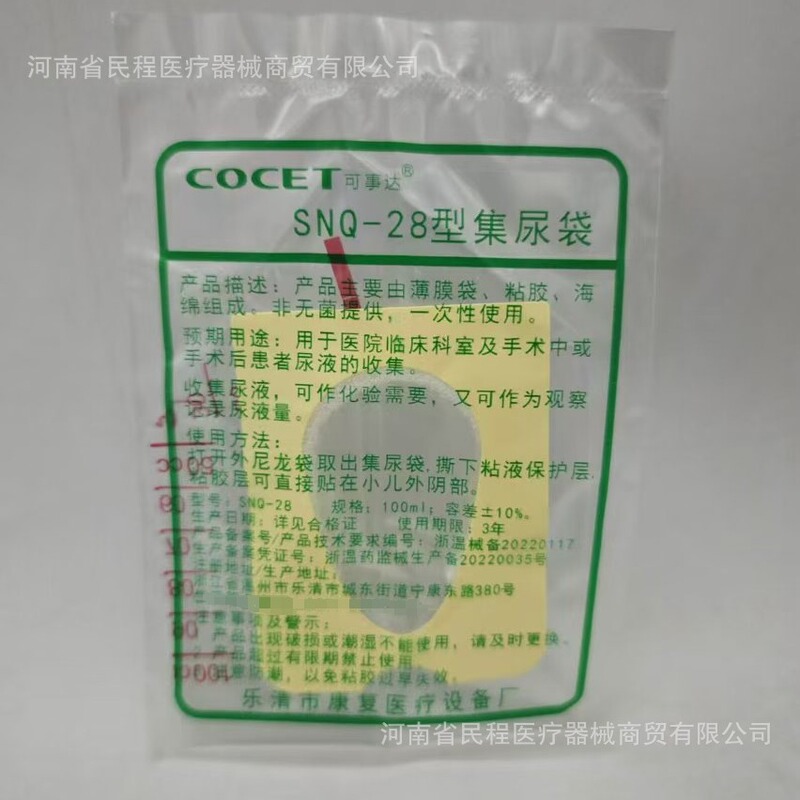 河南省民程医疗器械商贸有限公司
COCET可事达®
SNQ-28型集尿袋
产品描述：产品主要由薄膜袋、粘胶、海
绵组成。非无菌提供，一次性使用。
预期用途：用于医院临床科室及手术中或
手术后患者尿液的收集。
收集尿液，可作化验需要，又可作为观察
记录尿液量。
使用方法：
打开外尼龙袋取出集尿袋，撕下粘液保护层，
粘胶层可直接贴在小儿外阴部。
型号：SNQ-28 规格：100ml；容差±10%。
生产日期：详见合格证 使用期限：3年
产品备案号/产品技术要求编号：浙温械备20220117
生产备案凭证号：浙温药监械生产备20220035号
注册地址/生产地址：
州市乐清市城东街道宁康东路380号
注意事项及警示：
产品出现破损或潮湿不能使用，请及时更换。
产品超过有限期禁止使用
注意防潮，以免粘胶过早失效。
乐清市康复医疗设备厂
河南省民程医疗器械商贸有限公司